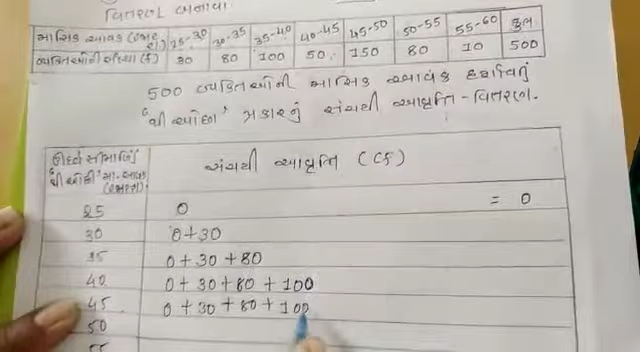 વિતરણ બનાવો
માસિક આવક (હજાર રૂ.) 25-30 30-35 35-40 40-45 45-50 50-55 55-60 કુલ
વ્યક્તિઓની સંખ્યા (f) 30 80 100 50 150 80 10 500
500 વ્યક્તિઓની માસિક આવક દર્શાવતું
'થી ઓછા' પ્રકારનું સંચયી આવૃત્તિ-વિતરણ.
સંચયી આવૃત્તિ (cf)
25 0 = 0
30 0+30
35 0+30+80
40 0+30+80+100
45 0+30+80+100
50
55